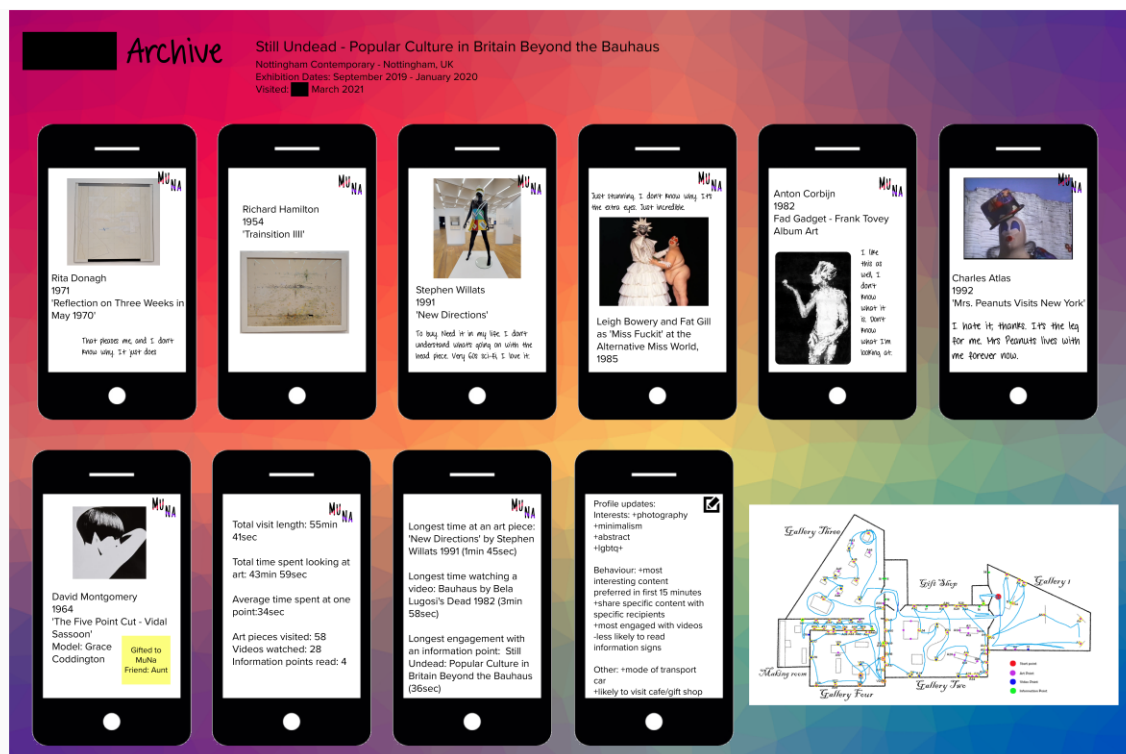 Archive
Still Undead - Popular Culture in Britain Beyond the Bauhaus
Nottingham Contemporary - Nottingham, UK
Exhibition Dates: September 2019 - January 2020
Visited: March 2021
MUNA
Rita Donagh
1971
'Reflection on Three Weeks in
May 1970'
That pleases me, and I don't
know why. It just does
MUNA
Richard Hamilton
1954
'Trainsition IIII'
MUNA
Stephen Willats
1991
'New Directions'
To buy. Need it in my life. I don't
understand whats going on with the
head piece. Very 60s sci-fi, I love it.
MUNA
Just stunning. I don't know why. It's
the extra eyes. Just incredible.
Leigh Bowery and Fat Gill
as 'Miss Fuckit' at the
Alternative Miss World,
1985
MUNA
Anton Corbijn
1982
Fad Gadget - Frank Tovey
Album Art
I like
this as
well, I
don't
know
what it
is. Don't
know
what I'm
looking at.
MUNA
Charles Atlas
1992
'Mrs. Peanuts Visits New York'
I hate it, thanks. It's the leg
for me. Mrs Peanuts lives with
me forever now.
MUNA
David Montgomery
1964
'The Five Point Cut - Vidal
Sassoon'
Model: Grace
Coddington
Gifted to
MuNa
Friend: Aunt
MUNA
Total visit length: 55min
41sec
Total time spent looking at
art: 43min 59sec
Average time spent at one
point:34sec
Art pieces visited: 58
Videos watched: 28
Information points read: 4
MUNA
Longest time at an art piece:
'New Directions' by Stephen
Willats 1991 (1min 45sec)
Longest time watching a
video: Bauhaus by Bela
Lugosi's Dead 1982 (3min
58sec)
Longest engagement with
an information point: Still
Undead: Popular Culture in
Britain Beyond the Bauhaus
(36sec)
Profile updates:
Interests: +photography
+minimalism
+abstract
+lgbtq+
Behaviour: +most
interesting content
preferred in first 15 minutes
+share specific content with
specific recipients
+most engaged with videos
-less likely to read
information signs
Other: +mode of transport
car
+likely to visit cafe/gift shop
Gallery Three
Gift Shop
Gallery 1
Making room
Gallery Four
Gallery Two
Start point
Art Point
Video Point
Information Point